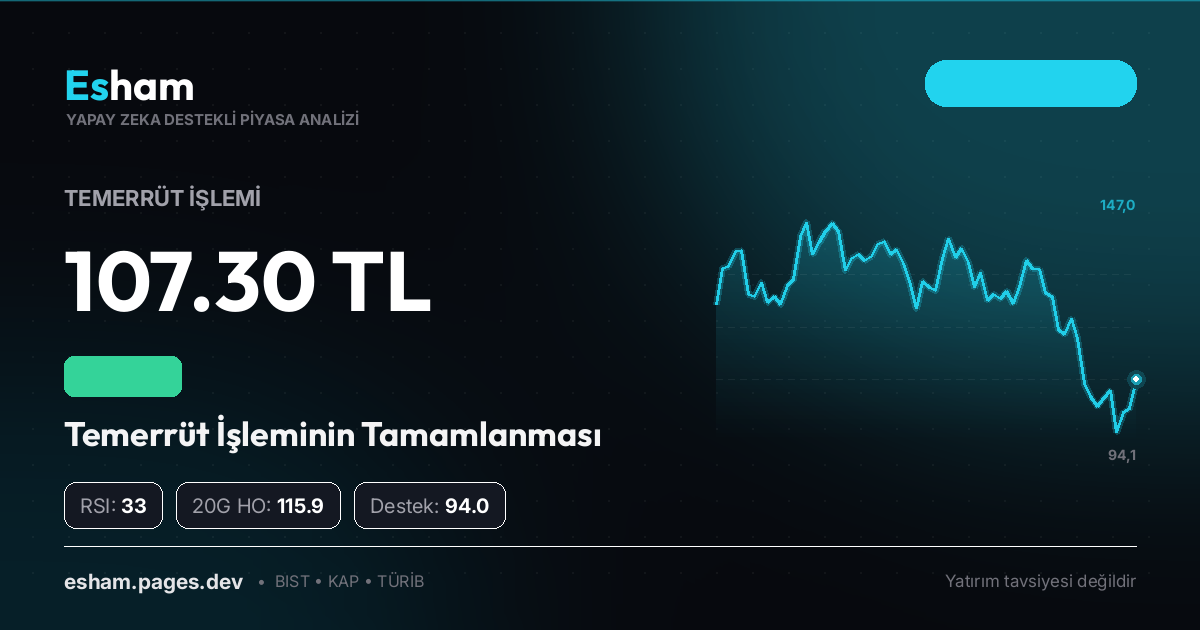 Esham
YAPAY ZEKA DESTEKLİ PİYASA ANALİZİ
TEMERRÜT İŞLEMİ
107.30 TL
147,0
94,1
Temerrüt İşleminin Tamamlanması
RSI: 33
20G HO: 115.9
Destek: 94.0
esham.pages.dev • BIST • KAP • TÜRİB
Yatırım tavsiyesi değildir